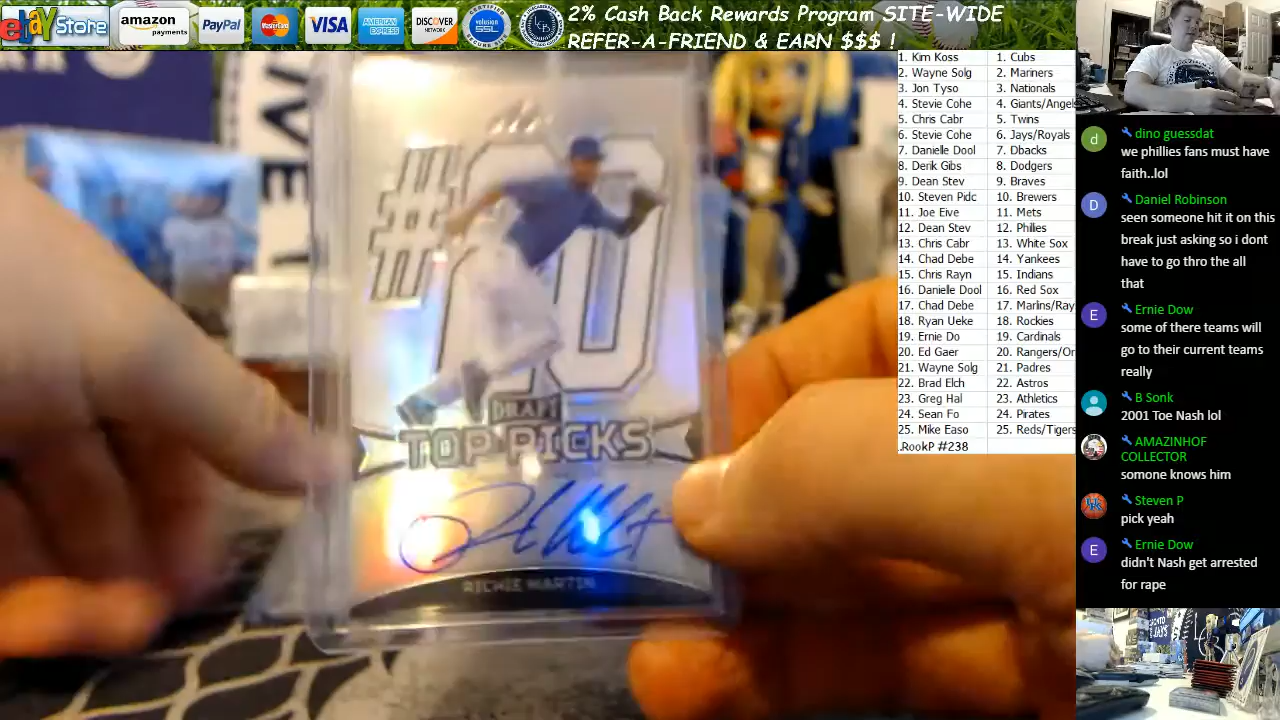 ebay Store
amazon
payments
PayPal
MasterCard
VISA
AMERICAN
EXPRESS
DISCOVER
NETWORK
volusion
SSL
2% Cash Back Rewards Program SITE-WIDE
REFER-A-FRIEND & EARN $$$ !
1. Kim Koss 1. Cubs
2. Wayne Solg 2. Mariners
3. Jon Tyso 3. Nationals
4. Stevie Cohe 4. Giants/Angels
5. Chris Cabr 5. Twins
6. Stevie Cohe 6. Jays/Royals
7. Danielle Dool 7. Dbacks
8. Derik Gibs 8. Dodgers
9. Dean Stev 9. Braves
10. Steven Pidc 10. Brewers
11. Joe Eive 11. Mets
12. Dean Stev 12. Philies
13. Chris Cabr 13. White Sox
14. Chad Debe 14. Yankees
15. Chris Rayn 15. Indians
16. Danielle Dool 16. Red Sox
17. Chad Debe 17. Marlins/Ray
18. Ryan Ueke 18. Rockies
19. Ernie Do 19. Cardinals
20. Ed Gaer 20. Rangers/Or
21. Wayne Solg 21. Padres
22. Brad Elch 22. Astros
23. Greg Hal 23. Athletics
24. Sean Fo 24. Pirates
25. Mike Easo 25. Reds/Tigers
.RookP #238
#20
DRAFT
TOP PICKS
RICHIE MARTIN
d
dino guessdat
we phillies fans must have
faith..lol
D
Daniel Robinson
seen someone hit it on this
break just asking so i dont
have to go thro the all
that
E
Ernie Dow
some of there teams will
go to their current teams
really
B Sonk
2001 Toe Nash lol
AMAZINHOF
COLLECTOR
somone knows him
Steven P
pick yeah
E
Ernie Dow
didn't Nash get arrested
for rape